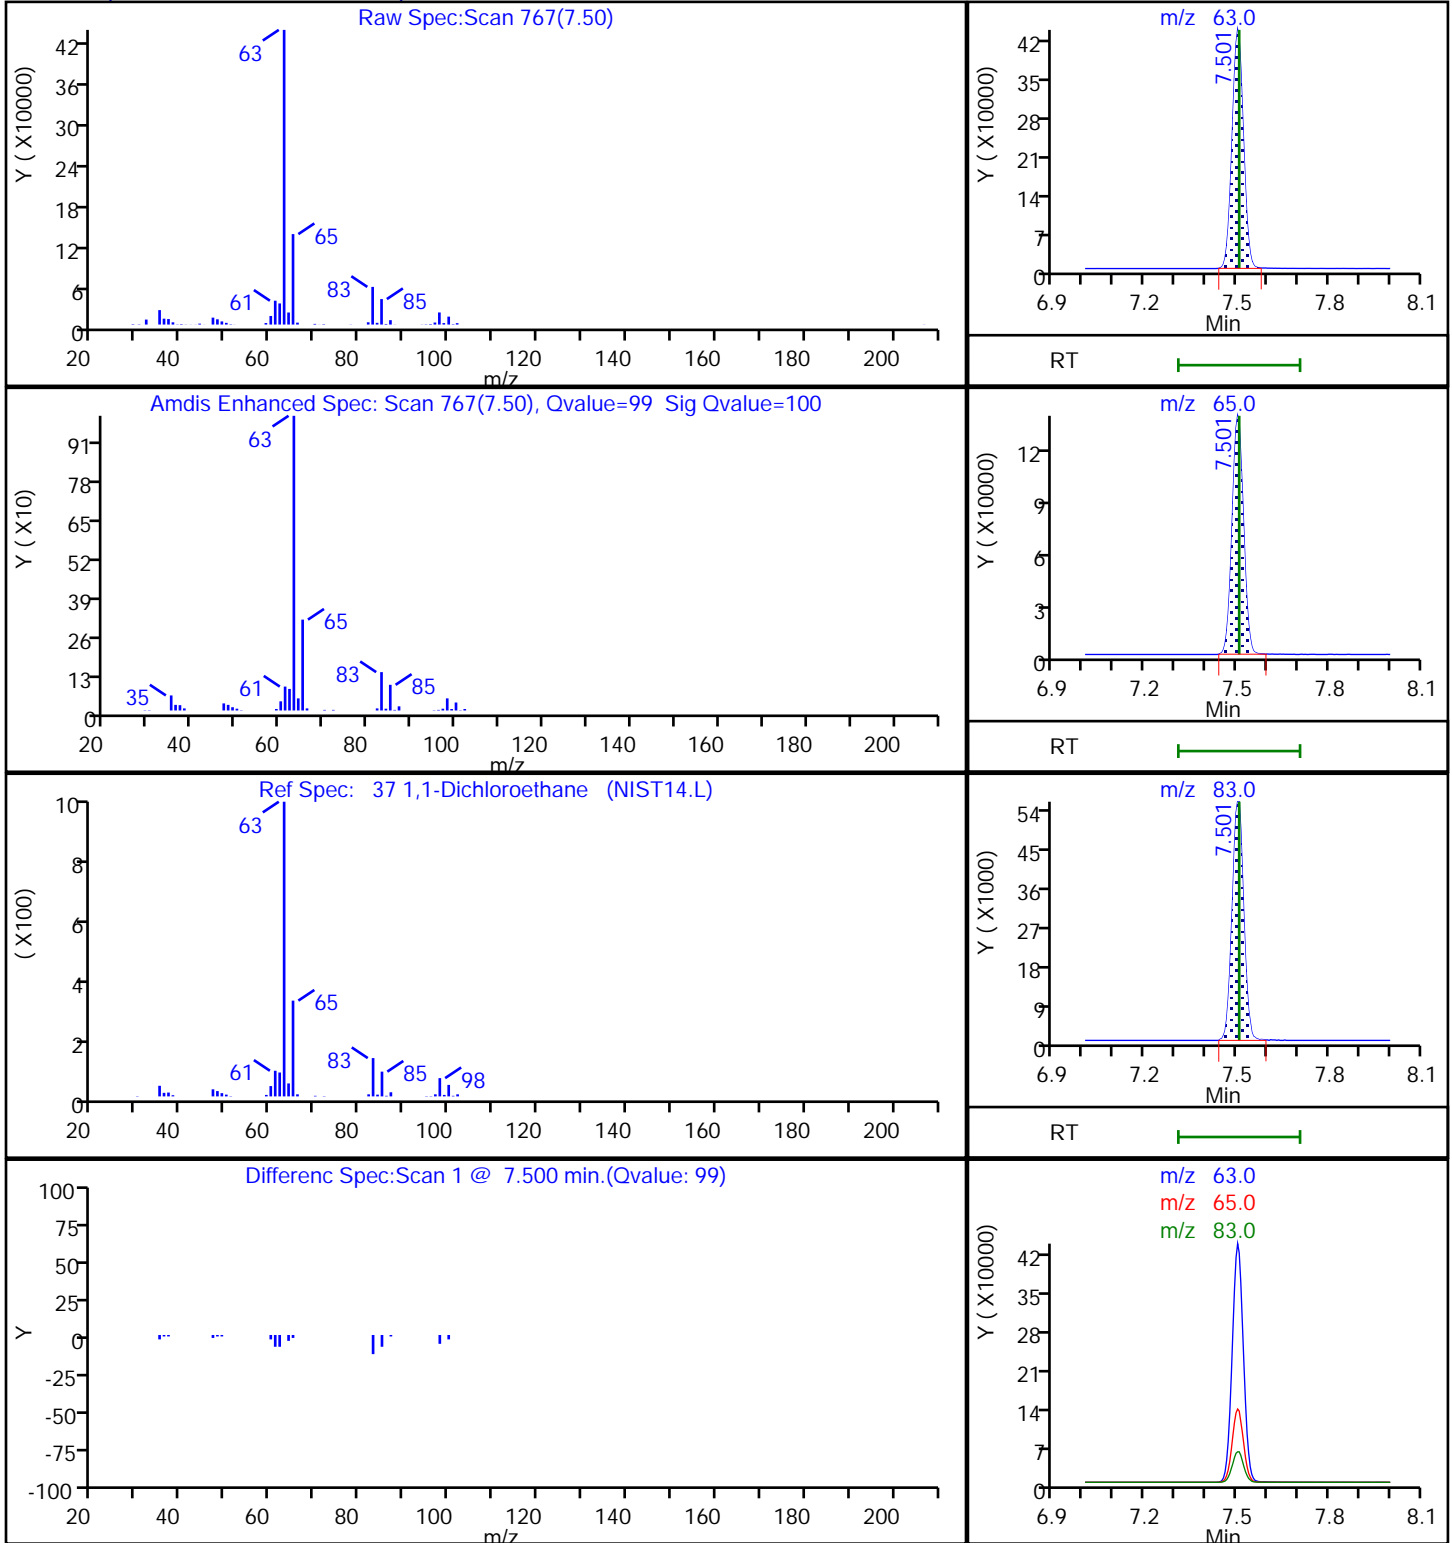 Raw Spec:Scan 767(7.50)
Y ( X10000)
42
36
30
24
18
12
6
0
63
65
61
83
85
20 40 60 80 100 120 140 160 180 200
m/z
m/z 63.0
Y ( X10000)
42
35
28
21
14
7
0
7.501
6.9 7.2 7.5 7.8 8.1
Min
RT
Amdis Enhanced Spec: Scan 767(7.50), Qvalue=99 Sig Qvalue=100
Y ( X10)
91
78
65
52
39
26
13
0
63
65
35
61
83
85
20 40 60 80 100 120 140 160 180 200
m/z
m/z 65.0
Y ( X10000)
12
9
6
3
0
7.501
6.9 7.2 7.5 7.8 8.1
Min
RT
Ref Spec: 37 1,1-Dichloroethane (NIST14.L)
( X100)
10
8
6
4
2
0
63
65
61
83
85
98
20 40 60 80 100 120 140 160 180 200
m/z 83.0
Y ( X1000)
54
45
36
27
18
9
0
7.501
6.9 7.2 7.5 7.8 8.1
Min
RT
Differenc Spec:Scan 1 @ 7.500 min.(Qvalue: 99)
Y
100
75
50
25
0
-25
-50
-75
-100
20 40 60 80 100 120 140 160 180 200
m/z
m/z 63.0
m/z 65.0
m/z 83.0
Y ( X10000)
42
35
28
21
14
7
0
6.9 7.2 7.5 7.8 8.1
Min